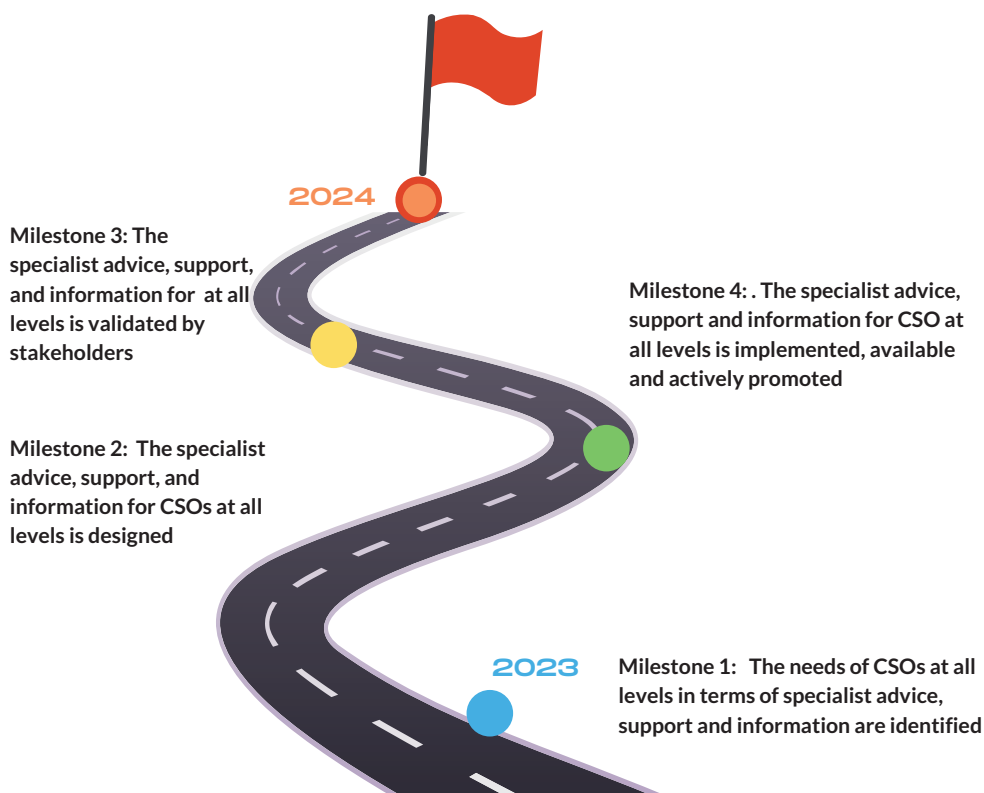 2024
Milestone 3: The
specialist advice, support,
and information for  at all
levels is validated by
stakeholders
Milestone 4: . The specialist advice,
support and information for CSO at
all levels is implemented, available
and actively promoted
Milestone 2:  The specialist
advice, support, and
information for CSOs at all
levels is designed
2023
Milestone 1:   The needs of CSOs at all
levels in terms of specialist advice,
support and information are identified